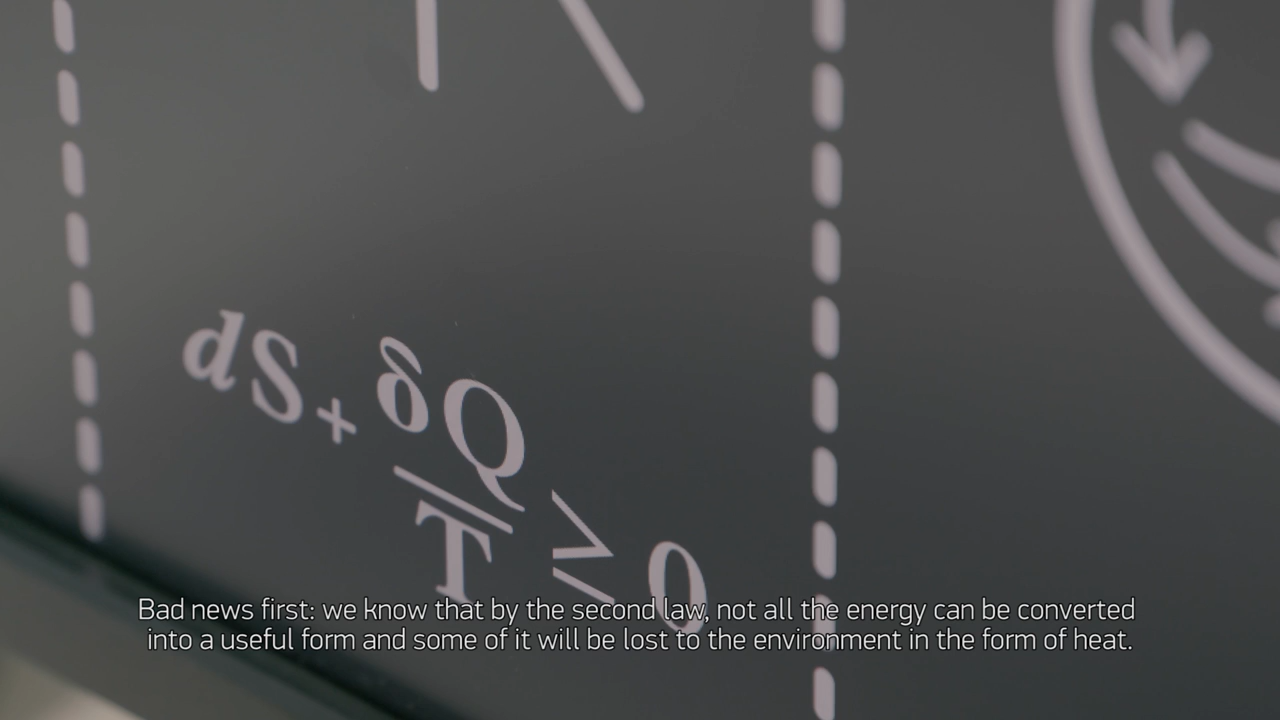 dS + δQ/T ≥ 0
Bad news first: we know that by the second law, not all the energy can be converted
into a useful form and some of it will be lost to the environment in the form of heat.